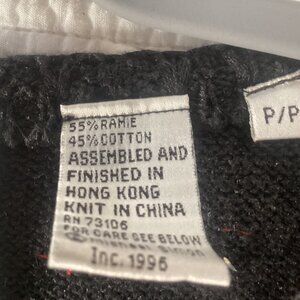 55% RAMIE
45% COTTON
ASSEMBLED AND
FINISHED IN
HONG KONG
KNIT IN CHINA
RN 73106
FOR CARE SEE BELOW
Inc. 1996
P/P